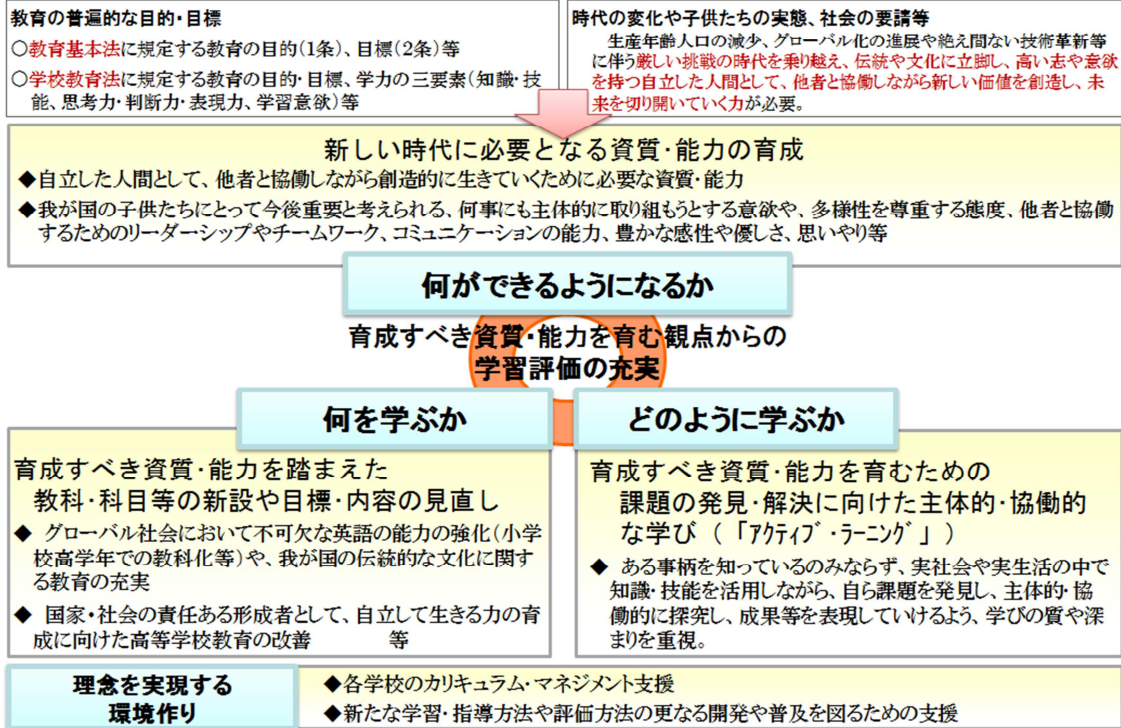 教育の普遍的な目的・目標
○教育基本法に規定する教育の目的(1条)、目標(2条)等
○学校教育法に規定する教育の目的・目標、学力の三要素(知識・技
能、思考力・判断力・表現力、学習意欲)等
時代の変化や子供たちの実態、社会の要請等
生産年齢人口の減少、グローバル化の進展や絶え間ない技術革新等
に伴う厳しい挑戦の時代を乗り越え、伝統や文化に立脚し、高い志や意欲
を持つ自立した人間として、他者と協働しながら新しい価値を創造し、未
来を切り開いていく力が必要。
新しい時代に必要となる資質・能力の育成
◆自立した人間として、他者と協働しながら創造的に生きていくために必要な資質・能力
◆我が国の子供たちにとって今後重要と考えられる、何事にも主体的に取り組もうとする意欲や、多様性を尊重する態度、他者と協働
するためのリーダーシップやチームワーク、コミュニケーションの能力、豊かな感性や優しさ、思いやり等
何ができるようになるか
育成すべき資質・能力を育む観点からの
学習評価の充実
何を学ぶか
育成すべき資質・能力を踏まえた
教科・科目等の新設や目標・内容の見直し
◆ グローバル社会において不可欠な英語の能力の強化(小学
校高学年での教科化等)や、我が国の伝統的な文化に関す
る教育の充実
◆ 国家・社会の責任ある形成者として、自立して生きる力の育
成に向けた高等学校教育の改善 等
どのように学ぶか
育成すべき資質・能力を育むための
課題の発見・解決に向けた主体的・協働的
な学び(「アクティブ・ラーニング」)
◆ ある事柄を知っているのみならず、実社会や実生活の中で
知識・技能を活用しながら、自ら課題を発見し、主体的・協
働的に探究し、成果等を表現していけるよう、学びの質や深
まりを重視。
理念を実現する
環境作り
◆各学校のカリキュラム・マネジメント支援
◆新たな学習・指導方法や評価方法の更なる開発や普及を図るための支援